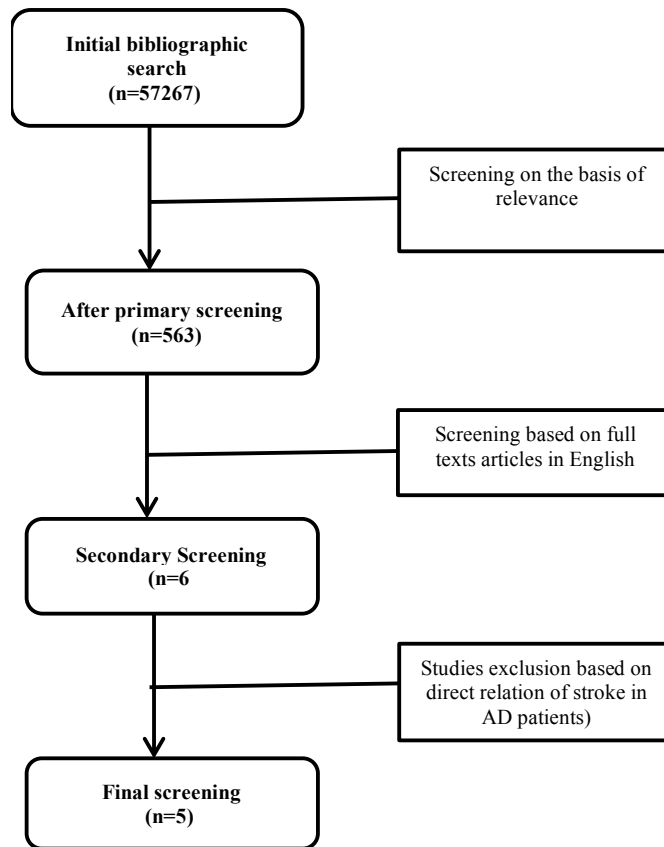 Initial bibliographic
search
(n=57267)
Screening on the basis of
relevance
After primary screening
(n=563)
Screening based on full
texts articles in English
Secondary Screening
(n=6
Studies exclusion based on
direct relation of stroke in
AD patients)
Final screening
(n=5)